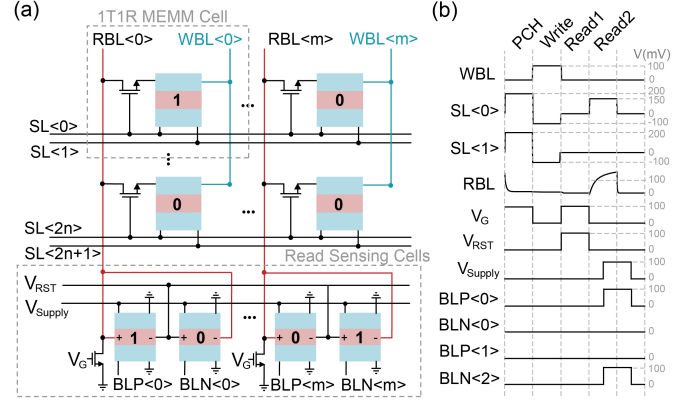 (a)
1T1R MEMM Cell
RBL<0> WBL<0> RBL<m> WBL<m>
1 0
SL<0>
SL<1>
0 0
SL<2n>
SL<2n+1>
Read Sensing Cells
V_RST
V_Supply
+ 1 - + 0 - + 0 - + 1 -
V_G V_G
BLP<0> BLN<0> BLP<m> BLN<m>
(b)
PCH Write Read1 Read2
V(mV)
WBL 100 0
SL<0> 200 150 0 -100
SL<1> 200 0 -100
RBL 100 0
V_G 100 0
V_RST 100 0
V_Supply 100 0
BLP<0> 100 0
BLN<0> 0
BLP<1> 0
BLN<2> 100 0